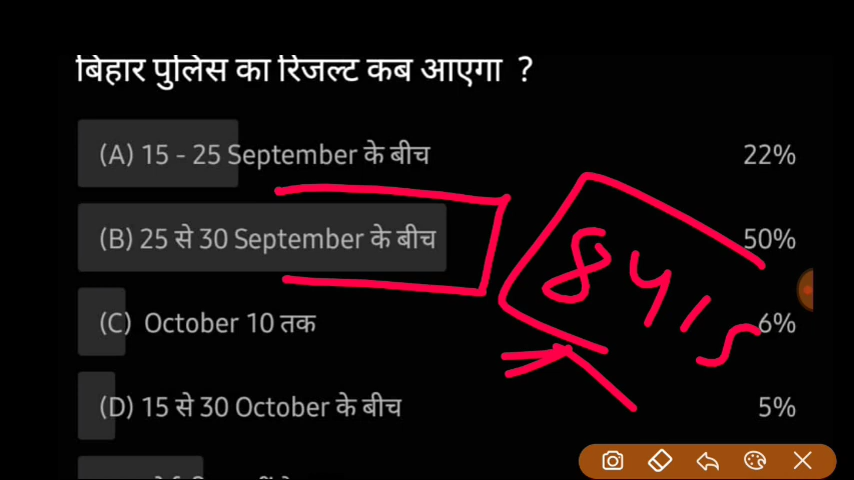 बिहार पुलिस का रिजल्ट कब आएगा ?
(A) 15 - 25 September के बीच 22%
(B) 25 से 30 September के बीच 50%
8415
(C) October 10 तक 6%
(D) 15 से 30 October के बीच 5%